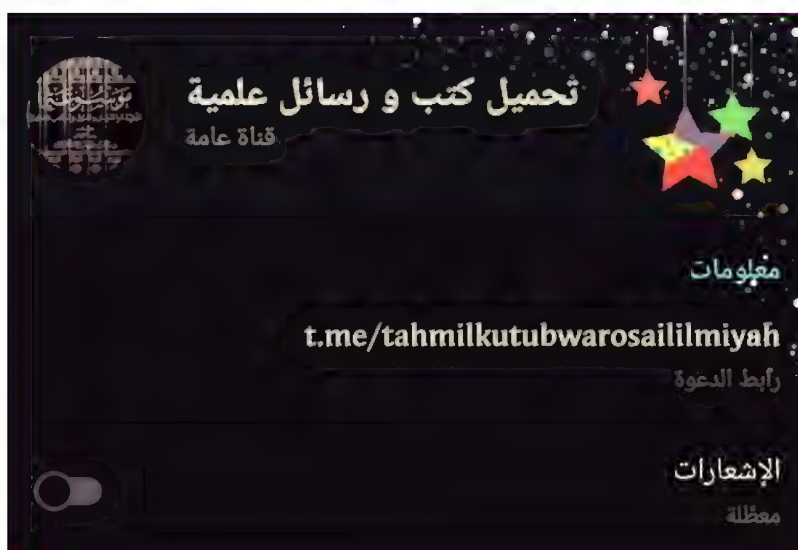 تحميل كتب و رسائل علمية
قناة عامة
معلومات
t.me/tahmilkutubwarosaililmiyah
رابط الدعوة
الإشعارات
معطلة